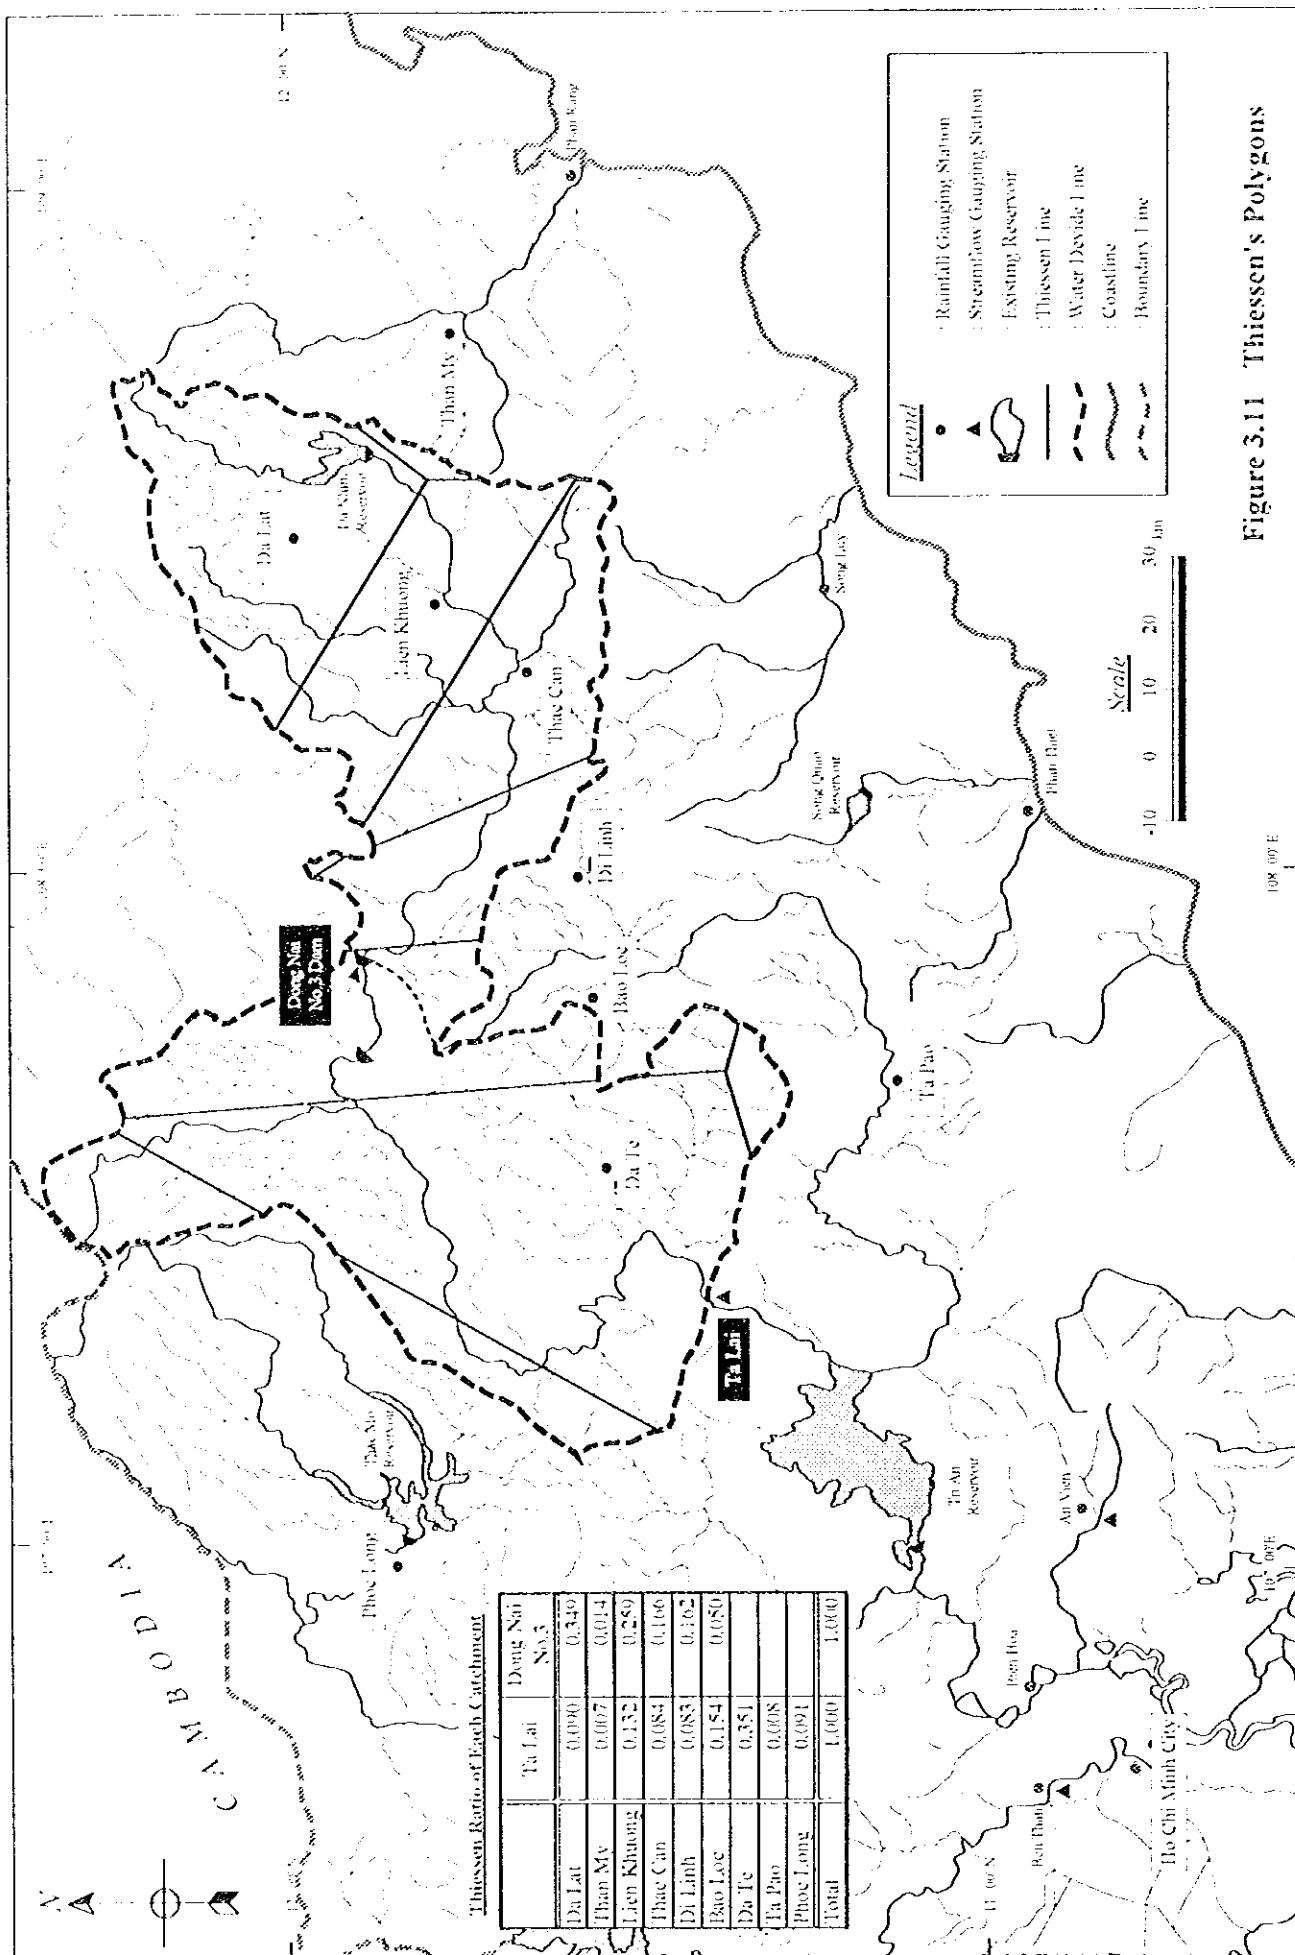 12° 00' N
CAMBODIA
N
Da Lat
Da Nhim
Reservoir
Than My
Phan Rang
Lien Khuong
Thac Can
Di Linh
Bao Loc
Dong Nai
No.3 Dam
Da Te
Ta Lai
Ta Pao
Song Luy
Song Quao
Reservoir
Phan Thiet
Thac Mo
Reservoir
Phoc Long
Tri An
Reservoir
An Vien
Bien Hoa
Ben Than
Ho Chi Minh City
11° 00' N
108° 00' E
Thiessen Ratio of Each Catchment
Ta Lai Dong Nai No.3
Da Lat 0.349
Than My 0.007 0.014
Lien Khuong 0.132 0.259
Thac Can 0.084 0.166
Di Linh 0.083 0.162
Bao Loc 0.154 0.050
Da Te 0.351
Ta Pao 0.008
Phoc Long 0.091
Total 1.000 1.000
Legend
: Rainfall Gauging Station
: Streamflow Gauging Station
: Existing Reservoir
: Thiessen Line
: Water Devide Line
: Coastline
: Boundary Line
Scale
-10 0 10 20 30 km
Figure 3.11 Thiessen's Polygons